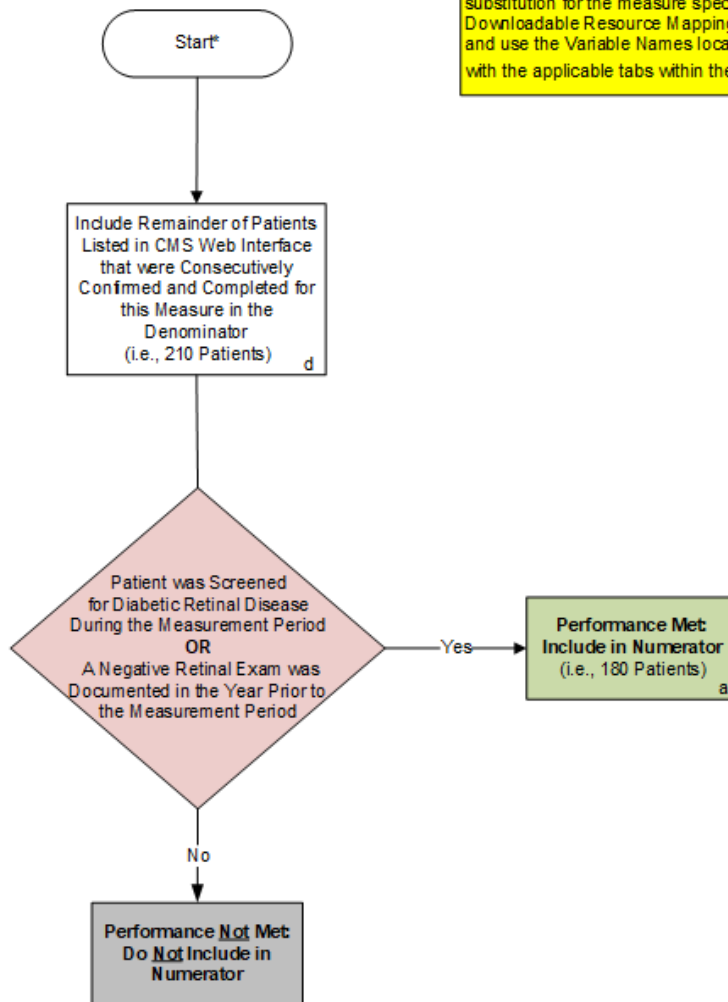 Start*
substitution for the measure
Downloadable Resource Mapping
and use the Variable Names
with the applicable tabs within
Include Remainder of Patients
Listed in CMS Web Interface
that were Consecutively
Confirmed and Completed for
this Measure in the
Denominator
(i.e., 210 Patients)
d
Patient was Screened
for Diabetic Retinal Disease
During the Measurement Period
OR
A Negative Retinal Exam was
Documented in the Year Prior to
the Measurement Period
Yes
Performance Met:
Include in Numerator
(i.e., 180 Patients)
a
No
Performance Not Met:
Do Not Include in
Numerator